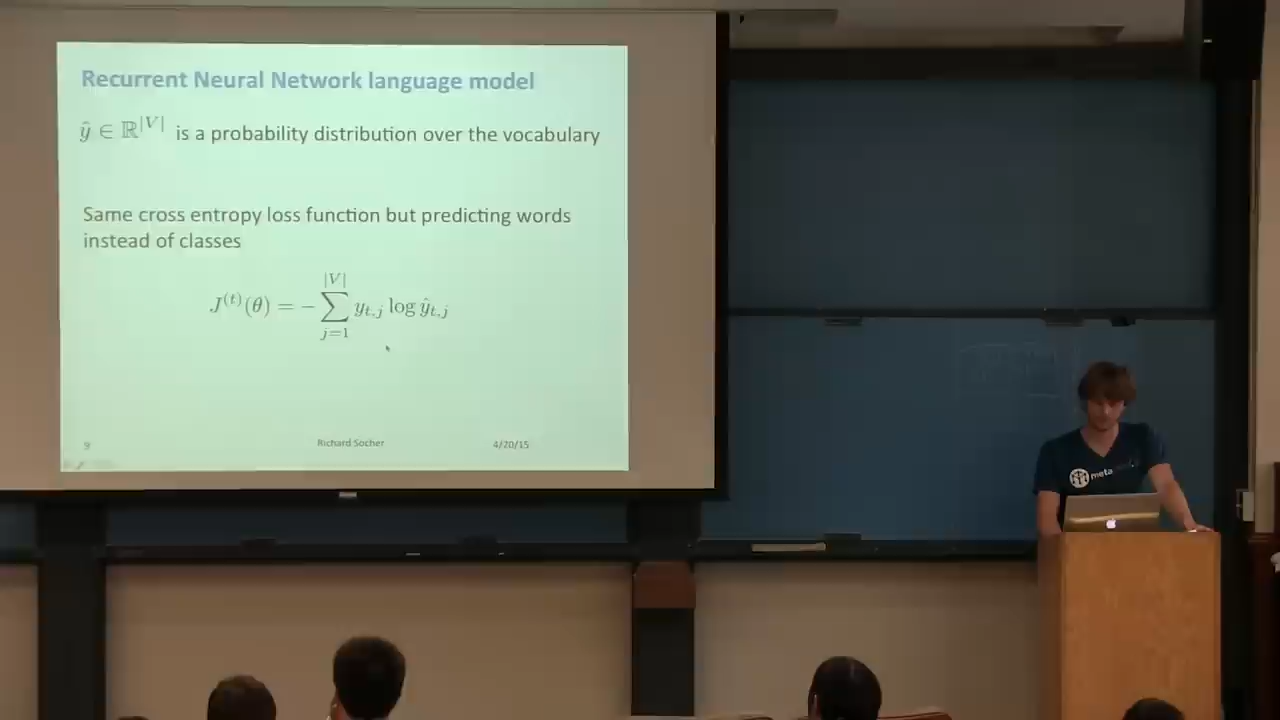 Recurrent Neural Network language model
ŷ ∈ ℝ^|V| is a probability distribution over the vocabulary
Same cross entropy loss function but predicting words
instead of classes
J^(t)(θ) = − ∑_{j=1}^{|V|} y_{t,j} log ŷ_{t,j}
9 Richard Socher 4/20/15
meta